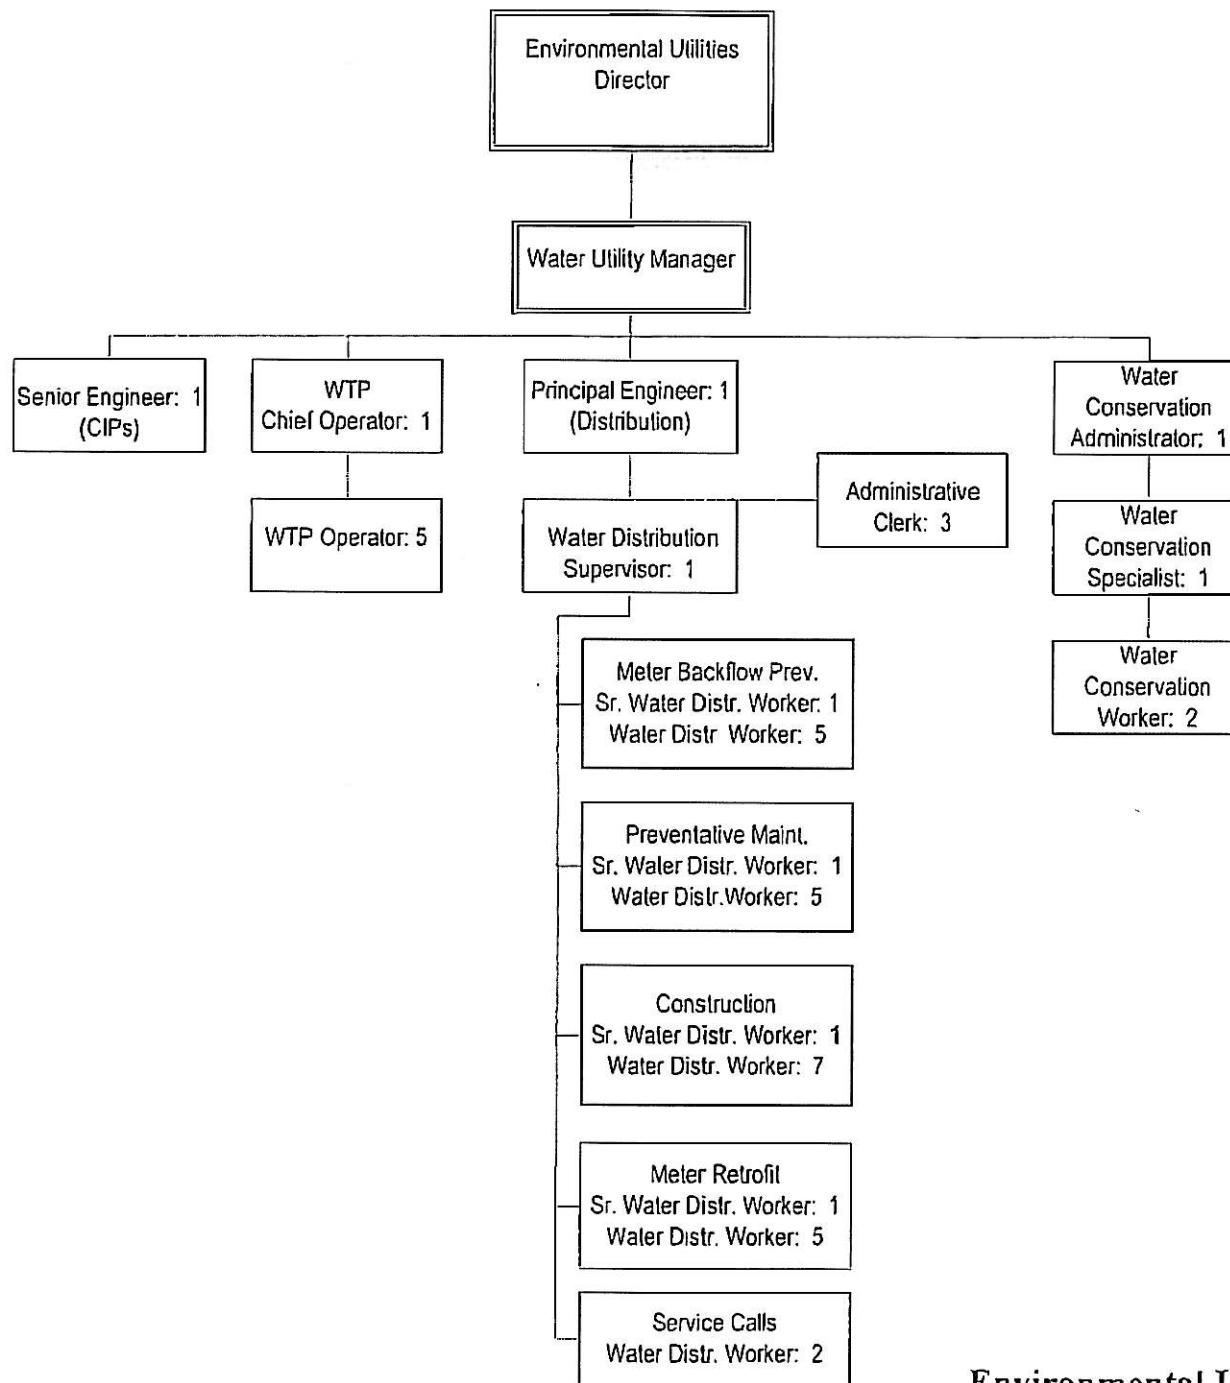 Environmental Utilities
Director
Water Utility Manager
Senior Engineer: 1
(CIPs)
WTP
Chief Operator: 1
Principal Engineer: 1
(Distribution)
Water
Conservation
Administrator: 1
WTP Operator: 5
Water Distribution
Supervisor: 1
Administrative
Clerk: 3
Water
Conservation
Specialist: 1
Water
Conservation
Worker: 2
Meter Backflow Prev.
Sr. Water Distr. Worker: 1
Water Distr Worker: 5
Preventative Maint.
Sr. Water Distr. Worker: 1
Water Distr.Worker: 5
Construction
Sr. Water Distr. Worker: 1
Water Distr. Worker: 7
Meter Retrofit
Sr. Water Distr. Worker: 1
Water Distr. Worker: 5
Service Calls
Water Distr. Worker: 2
Environmental